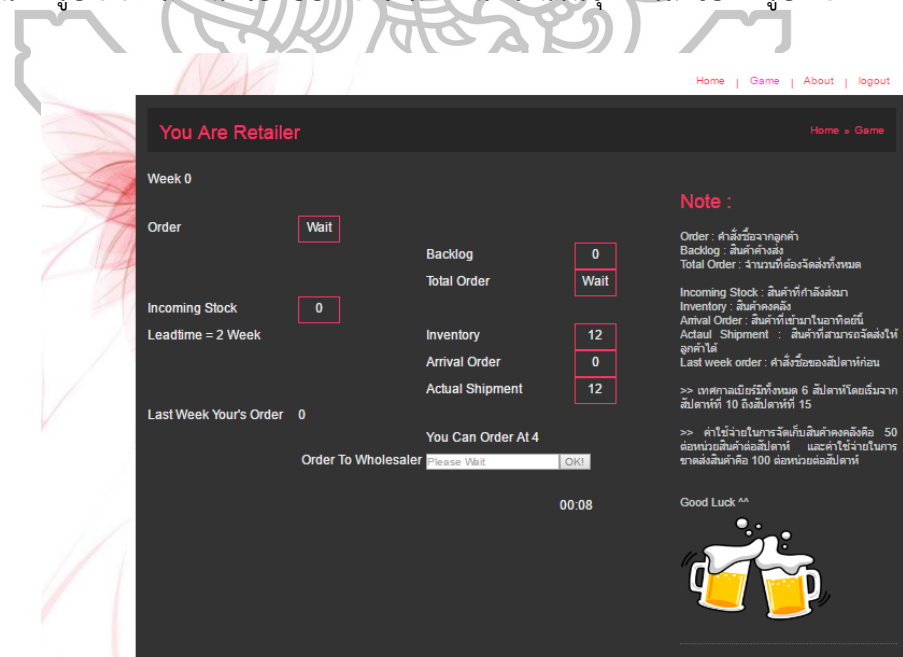 Home | Game | About | logout
You Are Retailer
Home » Game
Week 0
Order Wait
Backlog 0
Total Order Wait
Incoming Stock 0
Leadtime = 2 Week
Inventory 12
Arrival Order 0
Actual Shipment 12
Last Week Your's Order 0
You Can Order At 4
Order To Wholesaler Please Wait OK!
00:08
Note :
Order : คำสั่งซื้อจากลูกค้า
Backlog : สินค้าค้างส่ง
Total Order : จำนวนที่ต้องจัดส่งทั้งหมด
Incoming Stock : สินค้าที่กำลังส่งมา
Inventory : สินค้าคงคลัง
Arrival Order : สินค้าที่เข้ามาในอาทิตย์นี้
Actaul Shipment : สินค้าที่สามารถจัดส่งให้
ลูกค้าได้
Last week order : คำสั่งซื้อของสัปดาห์ก่อน
>> เทศกาลเบียร์มีทั้งหมด 6 สัปดาห์โดยเริ่มจาก
สัปดาห์ที่ 10 ถึงสัปดาห์ที่ 15
>> ค่าใช้จ่ายในการจัดเก็บสินค้าคงคลังคือ 50
ต่อหน่วยสินค้าต่อสัปดาห์ และค่าใช้จ่ายในการ
ขาดส่งสินค้าคือ 100 ต่อหน่วยต่อสัปดาห์
Good Luck ^^